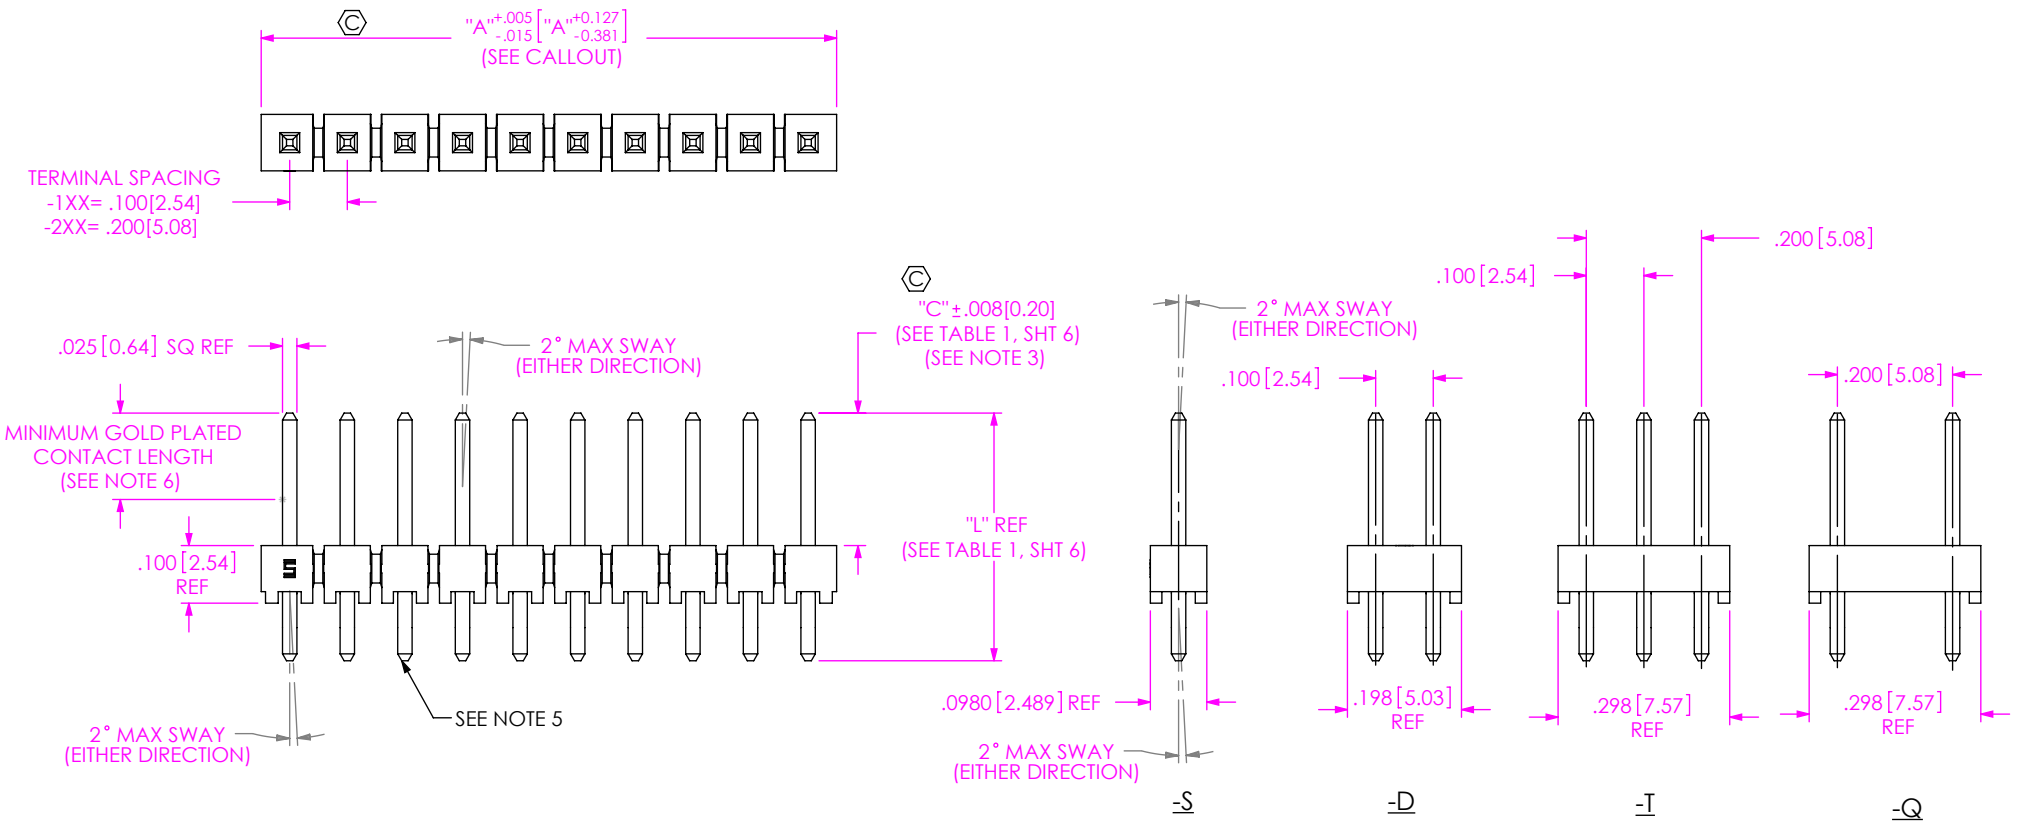 C
"A"+.005 -.015 ["A"+0.127 -0.381]
(SEE CALLOUT)
TERMINAL SPACING
-1XX= .100[2.54]
-2XX= .200[5.08]
.200[5.08]
.100[2.54]
C
"C"±.008[0.20]
(SEE TABLE 1, SHT 6)
(SEE NOTE 3)
2° MAX SWAY
(EITHER DIRECTION)
.025[0.64] SQ REF
2° MAX SWAY
(EITHER DIRECTION)
.100[2.54]
.200[5.08]
MINIMUM GOLD PLATED
CONTACT LENGTH
(SEE NOTE 6)
"L" REF
(SEE TABLE 1, SHT 6)
.100[2.54]
REF
.0980[2.489] REF
.198[5.03]
REF
.298[7.57]
REF
.298[7.57]
REF
SEE NOTE 5
2° MAX SWAY
(EITHER DIRECTION)
2° MAX SWAY
(EITHER DIRECTION)
-S
-D
-T
-Q